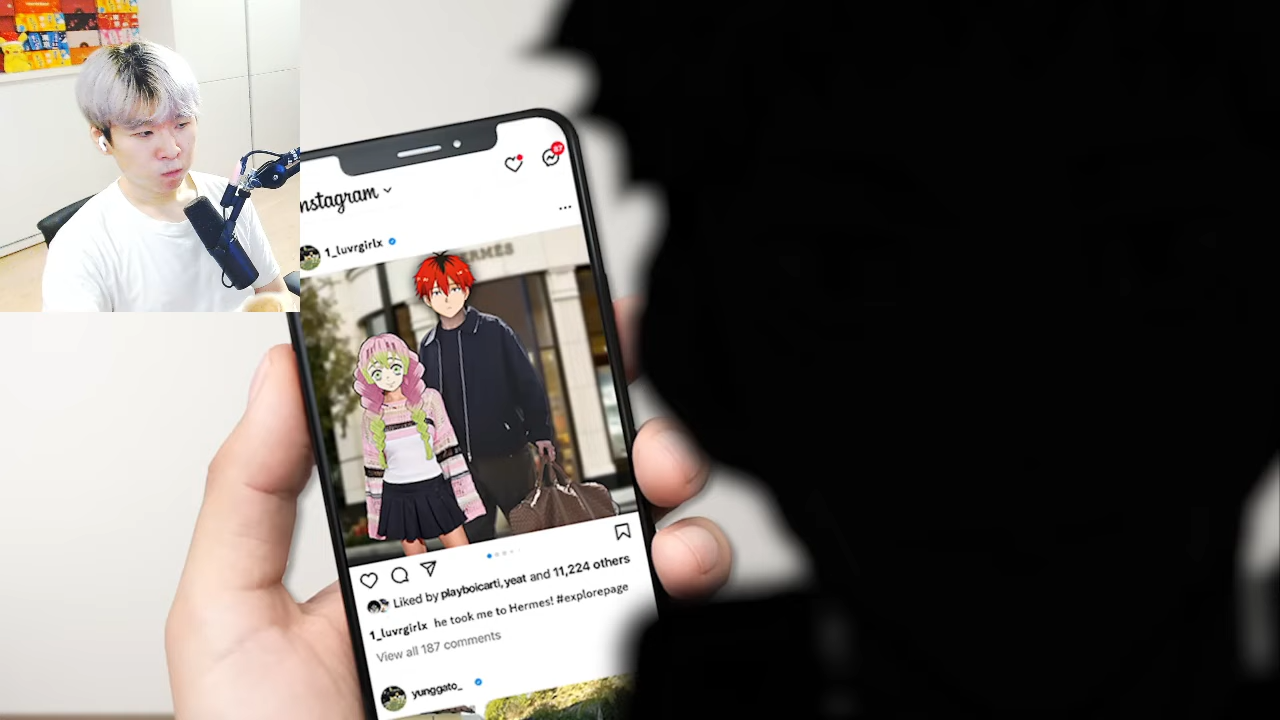 Instagram
1_luvrgirlx
HERMÈS
Liked by playboicarti, yeat and 11,224 others
1_luvrgirlx he took me to Hermes! #explorepage
View all 187 comments
yunggato_